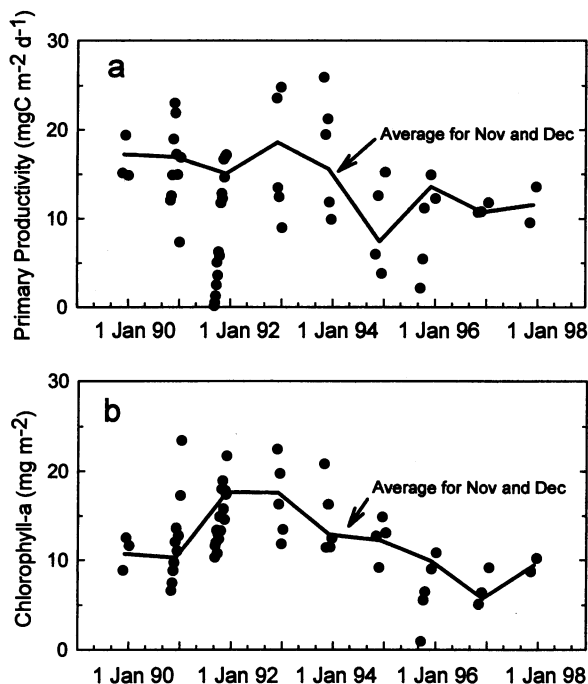 30
a
20
Average for Nov and Dec
10
0
Primary Productivity (mgC m-2 d-1)
1 Jan 90 1 Jan 92 1 Jan 94 1 Jan 96 1 Jan 98
30
b
20
Average for Nov and Dec
10
0
Chlorophyll-a (mg m-2)
1 Jan 90 1 Jan 92 1 Jan 94 1 Jan 96 1 Jan 98